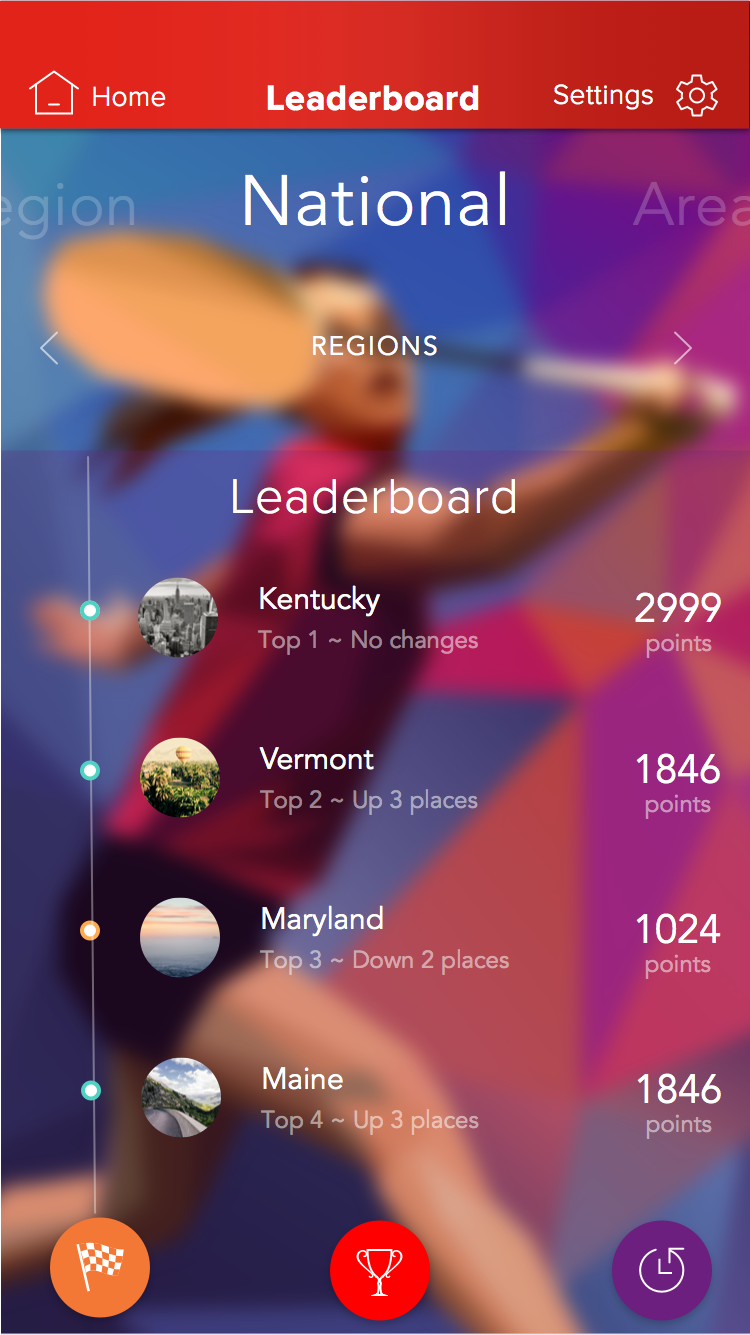 Home Leaderboard Settings
egion National Area
REGIONS
Leaderboard
Kentucky 2999
Top 1 ~ No changes points
Vermont 1846
Top 2 ~ Up 3 places points
Maryland 1024
Top 3 ~ Down 2 places points
Maine 1846
Top 4 ~ Up 3 places points